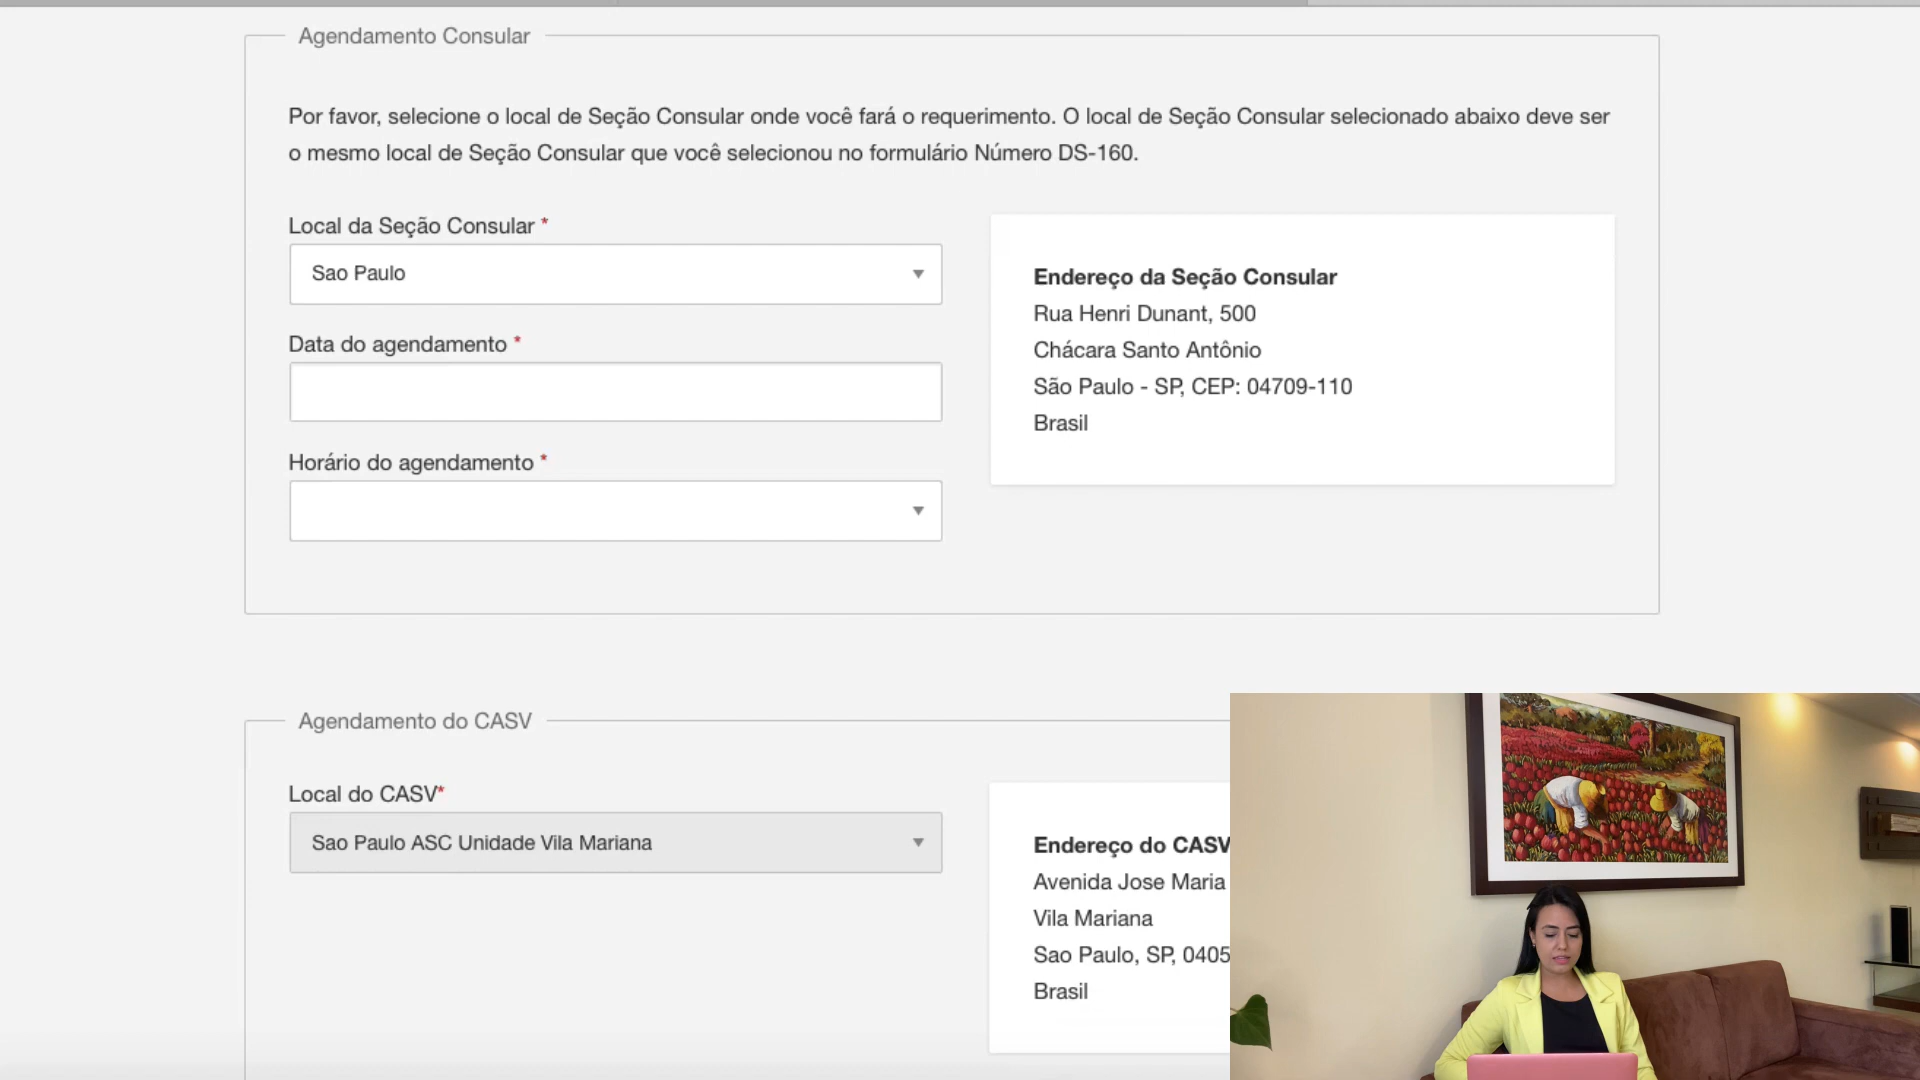 Agendamento Consular
Por favor, selecione o local de Seção Consular onde você fará o requerimento. O local de Seção Consular selecionado abaixo deve ser
o mesmo local de Seção Consular que você selecionou no formulário Número DS-160.
Local da Seção Consular *
Sao Paulo
Data do agendamento *
Horário do agendamento *
Endereço da Seção Consular
Rua Henri Dunant, 500
Chácara Santo Antônio
São Paulo - SP, CEP: 04709-110
Brasil
Agendamento do CASV
Local do CASV*
Sao Paulo ASC Unidade Vila Mariana
Endereço do CASV
Avenida Jose Maria
Vila Mariana
Sao Paulo, SP, 0405
Brasil